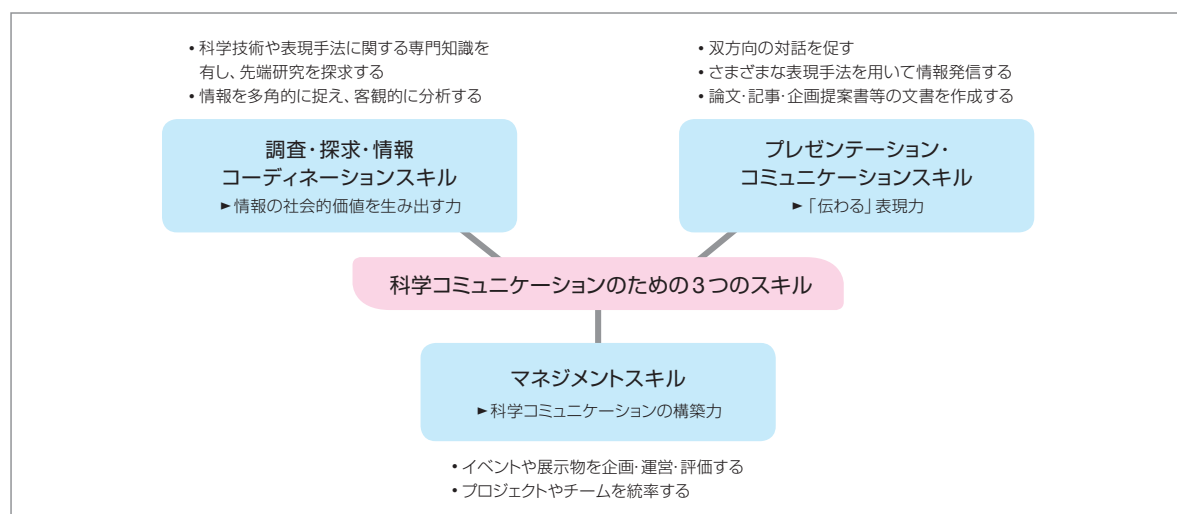 •科学技術や表現手法に関する専門知識を
有し、先端研究を探求する
•情報を多角的に捉え、客観的に分析する
調査・探求・情報
コーディネーションスキル
►情報の社会的価値を生み出す力
•双方向の対話を促す
•さまざまな表現手法を用いて情報発信する
•論文・記事・企画提案書等の文書を作成する
プレゼンテーション・
コミュニケーションスキル
►「伝わる」表現力
科学コミュニケーションのための3つのスキル
マネジメントスキル
►科学コミュニケーションの構築力
•イベントや展示物を企画・運営・評価する
•プロジェクトやチームを統率する